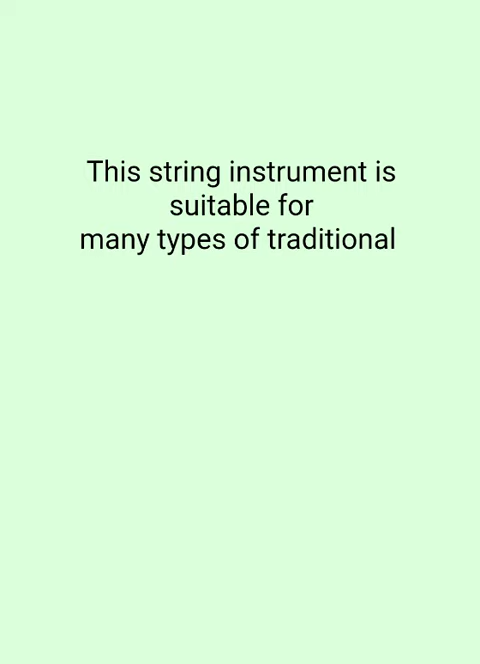 This string instrument is
suitable for
many types of traditional